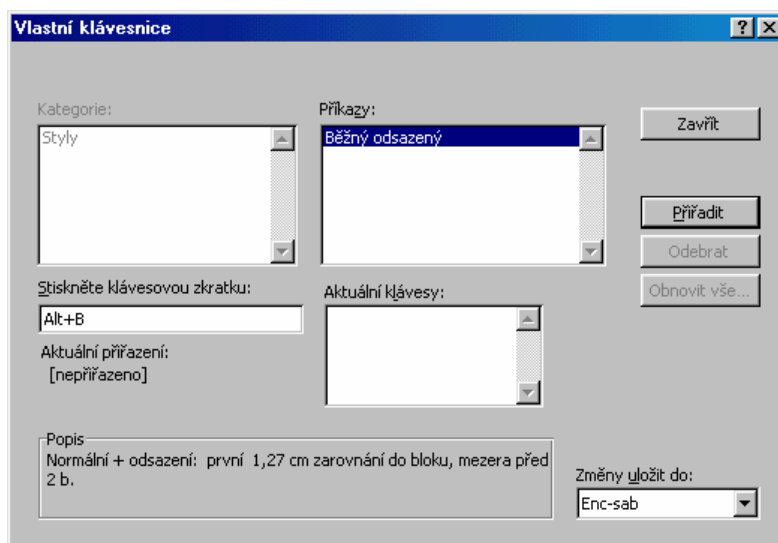 Vlastní klávesnice
Kategorie:
Styly
Příkazy:
Běžný odsazený
Zavřít
Přiřadit
Odebrat
Obnovit vše...
Stiskněte klávesovou zkratku:
Alt+B
Aktuální přiřazení:
[nepřiřazeno]
Aktuální klávesy:
Popis
Normální + odsazení: první 1,27 cm zarovnání do bloku, mezera před
2 b.
Změny uložit do:
Enc-sab